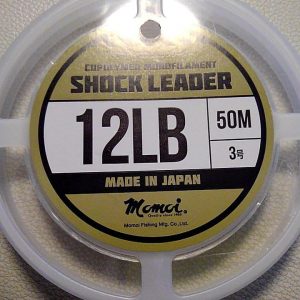 COPOLYMER MONOFILAMENT
SHOCK LEADER
12LB
50M
3号
MADE IN JAPAN
Momoi.
Momoi Fishing Mfg. Co.,Ltd.